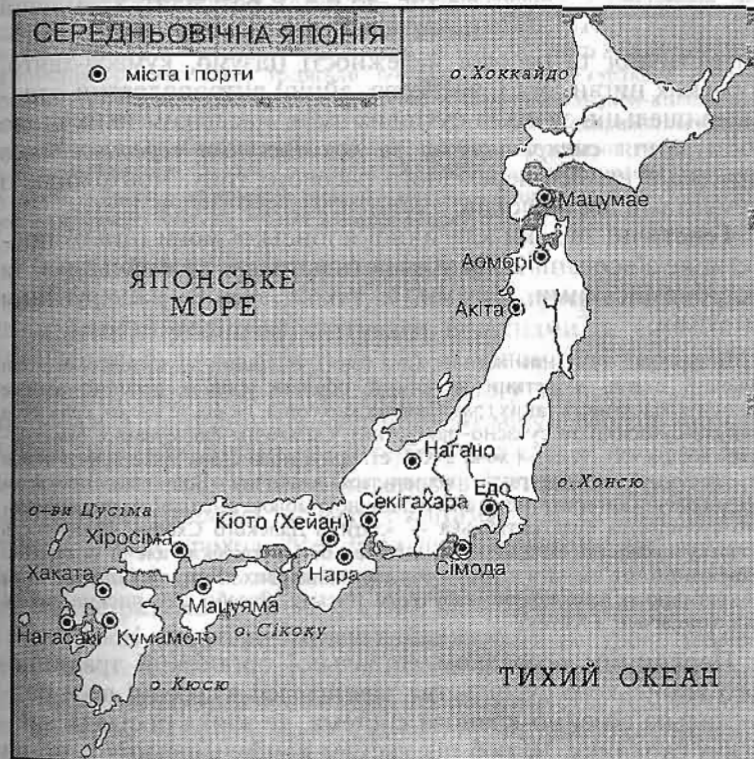 СЕРЕДНЬОВІЧНА ЯПОНІЯ
міста і порти
о. Хоккайдо
Мацумае
Аомврі
ЯПОНСЬКЕ
МОРЕ
Акіта
Нагано
о. Хонсю
Едо
Секігахара
о-ви Цусіма
Кіото (Хейан)
Хіросіма
Сімода
Нара
Хаката
Мацуяма
Нагасакі
Кумамото
о. Сікоку
о. Кюсю
ТИХИЙ ОКЕАН